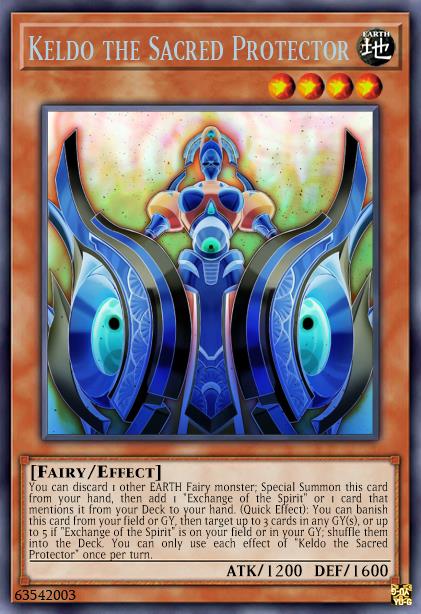 Keldo the Sacred Protector
EARTH
地
[Fairy/Effect]
You can discard 1 other EARTH Fairy monster; Special Summon this card
from your hand, then add 1 "Exchange of the Spirit" or 1 card that
mentions it from your Deck to your hand. (Quick Effect): You can banish
this card from your field or GY, then target up to 3 cards in any GY(s), or up
to 5 if "Exchange of the Spirit" is on your field or in your GY; shuffle them
into the Deck. You can only use each effect of "Keldo the Sacred
Protector" once per turn.
ATK/1200 DEF/1600
63542003